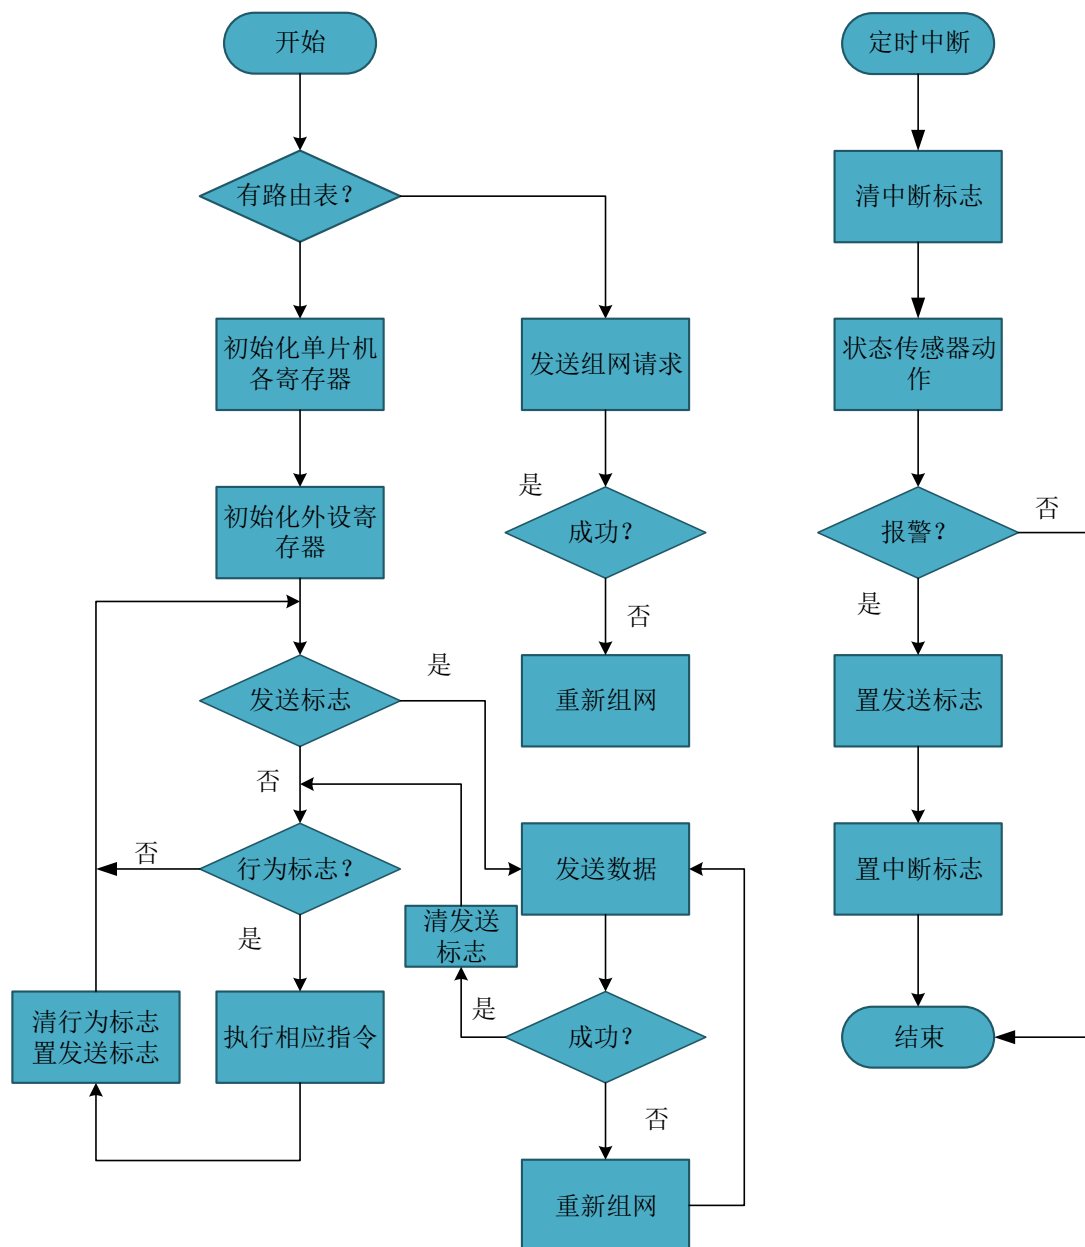 开始
定时中断
有路由表？
清中断标志
初始化单片机
各寄存器
发送组网请求
状态传感器动
作
是
初始化外设寄
存器
成功？
报警？
否
否
是
是
发送标志
重新组网
置发送标志
否
否
行为标志？
发送数据
置中断标志
是
清发送
标志
清行为标志
置发送标志
执行相应指令
是
成功？
结束
否
重新组网